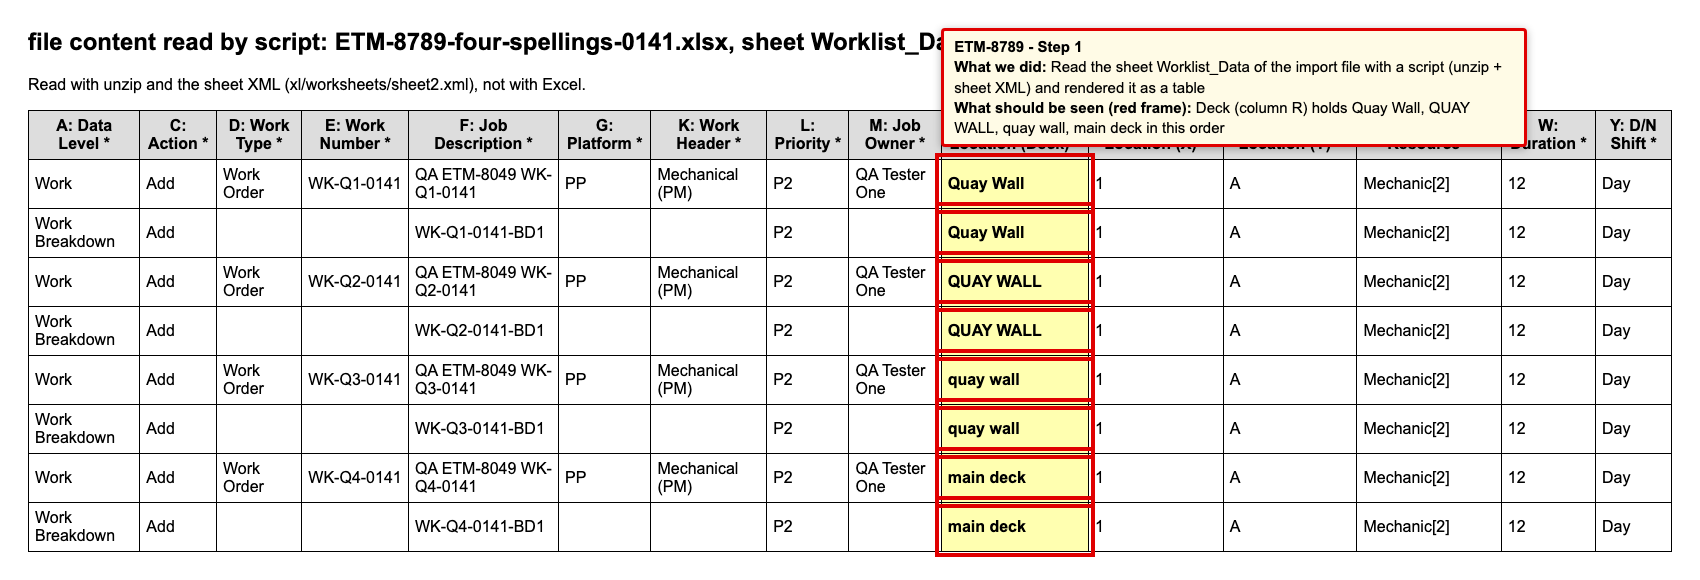 file content read by script: ETM-8789-four-spellings-0141.xlsx, sheet
ETM-8789 - Step 1
What we did: Read the sheet Worklist_Data of the import file with a script (unzip +
sheet XML) and rendered it as a table
What should be seen (red frame): Deck (column R) holds Quay Wall, QUAY
WALL, quay wall, main deck in this order
Read with unzip and the sheet XML (xl/worksheets/sheet2.xml), not with Excel.
A: Data Level * C: Action * D: Work Type * E: Work Number * F: Job Description * G: Platform * K: Work Header * L: Priority * M: Job Owner * W: Duration * Y: D/N Shift *
Work Add Work Order WK-Q1-0141 QA ETM-8049 WK-Q1-0141 PP Mechanical (PM) P2 QA Tester One Quay Wall 1 A Mechanic[2] 12 Day
Work Breakdown Add WK-Q1-0141-BD1 P2 Quay Wall 1 A Mechanic[2] 12 Day
Work Add Work Order WK-Q2-0141 QA ETM-8049 WK-Q2-0141 PP Mechanical (PM) P2 QA Tester One QUAY WALL 1 A Mechanic[2] 12 Day
Work Breakdown Add WK-Q2-0141-BD1 P2 QUAY WALL 1 A Mechanic[2] 12 Day
Work Add Work Order WK-Q3-0141 QA ETM-8049 WK-Q3-0141 PP Mechanical (PM) P2 QA Tester One quay wall 1 A Mechanic[2] 12 Day
Work Breakdown Add WK-Q3-0141-BD1 P2 quay wall 1 A Mechanic[2] 12 Day
Work Add Work Order WK-Q4-0141 QA ETM-8049 WK-Q4-0141 PP Mechanical (PM) P2 QA Tester One main deck 1 A Mechanic[2] 12 Day
Work Breakdown Add WK-Q4-0141-BD1 P2 main deck 1 A Mechanic[2] 12 Day